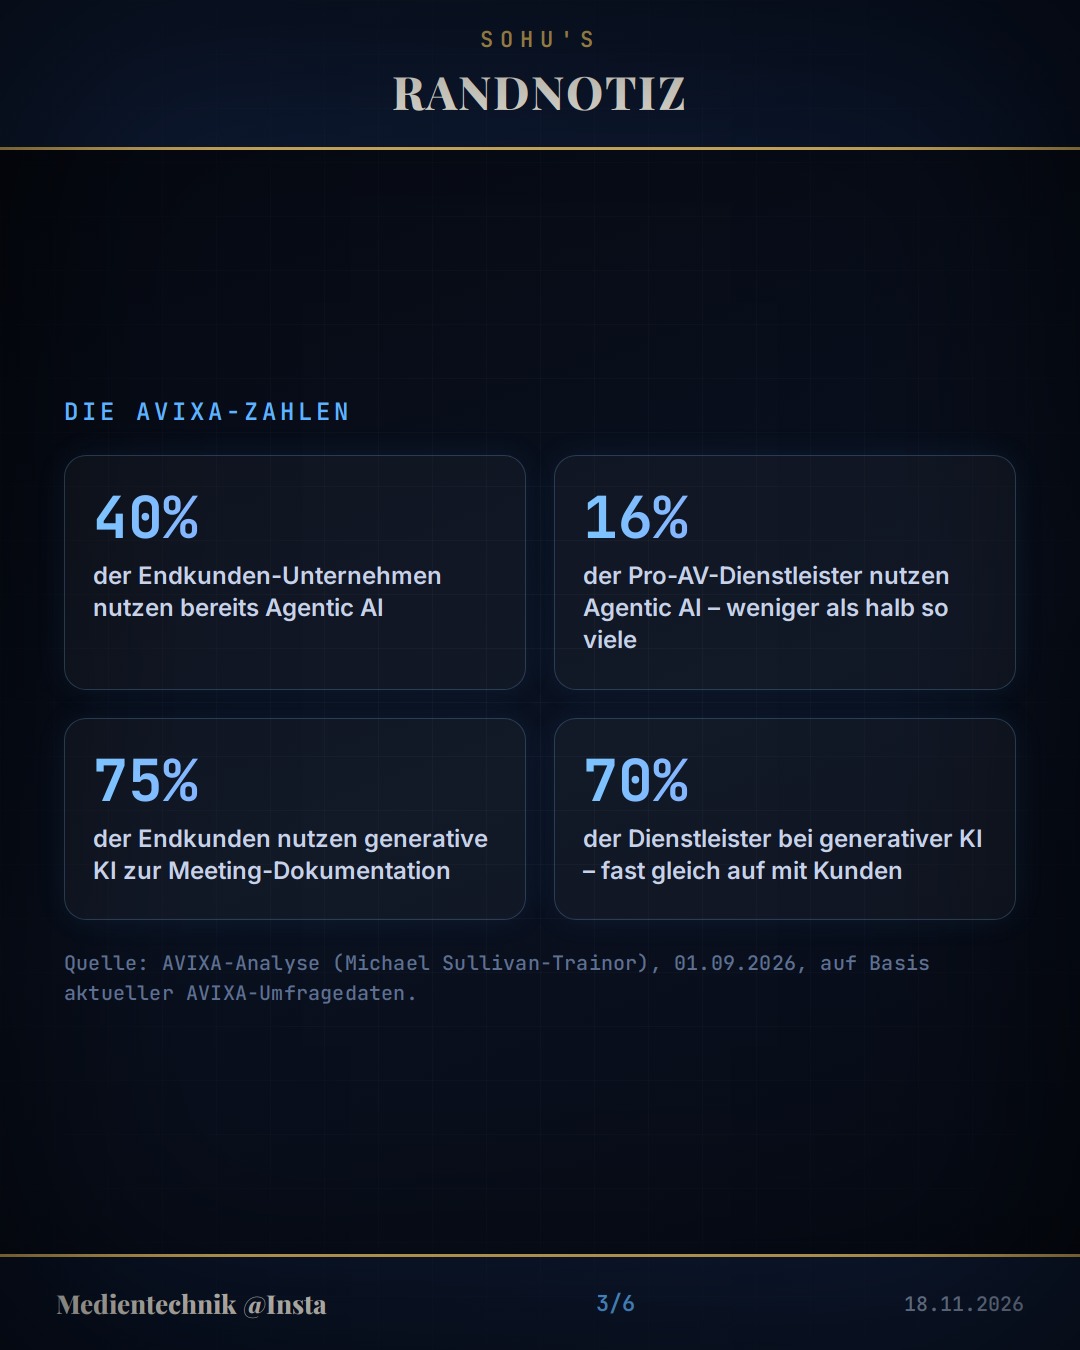 SOHU'S
RANDNOTIZ
DIE AVIXA-ZAHLEN
40%
der Endkunden-Unternehmen
nutzen bereits Agentic AI
16%
der Pro-AV-Dienstleister nutzen
Agentic AI – weniger als halb so
viele
75%
der Endkunden nutzen generative
KI zur Meeting-Dokumentation
70%
der Dienstleister bei generativer KI
– fast gleich auf mit Kunden
Quelle: AVIXA-Analyse (Michael Sullivan-Trainor), 01.09.2026, auf Basis
aktueller AVIXA-Umfragedaten.
Medientechnik @Insta
3/6
18.11.2026